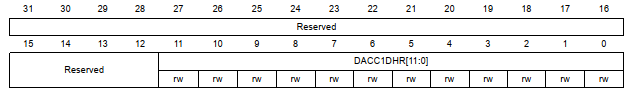 31 30 29 28 27 26 25 24 23 22 21 20 19 18 17 16
Reserved
15 14 13 12 11 10 9 8 7 6 5 4 3 2 1 0
Reserved DACC1DHR[11:0]
rw rw rw rw rw rw rw rw rw rw rw rw